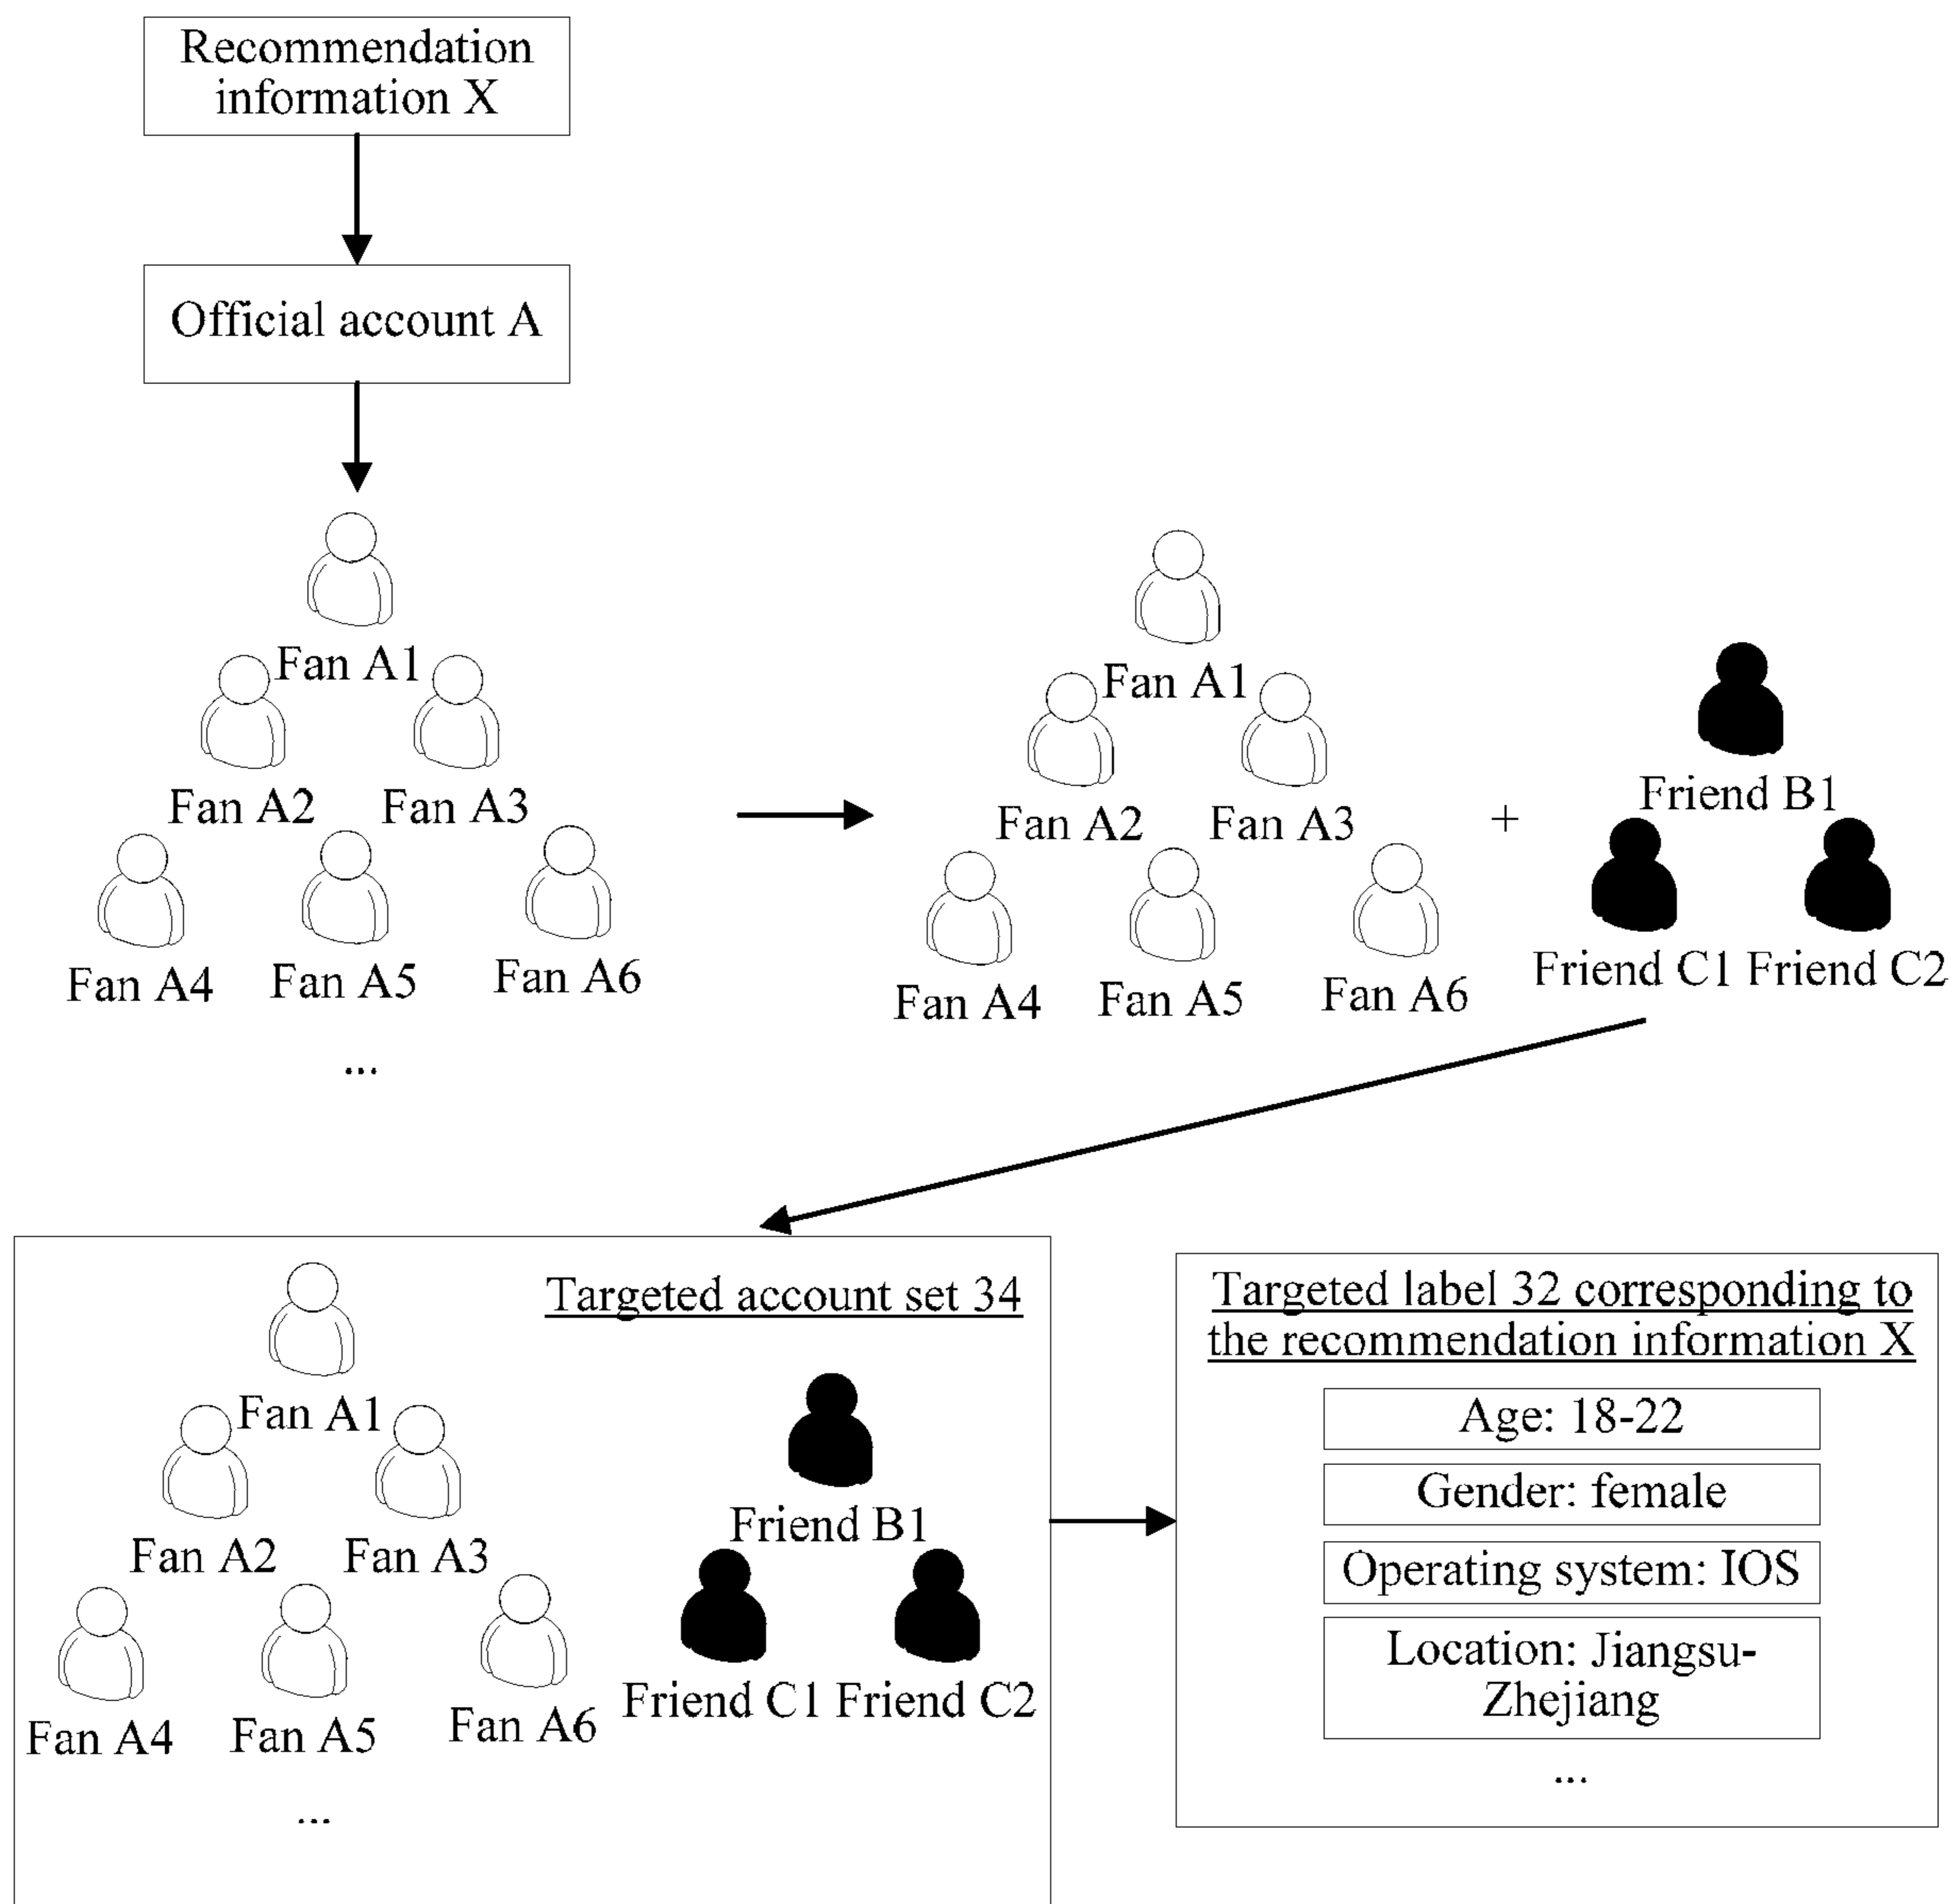 Recommendation
information X
Official account A
Fan A1
Fan A2 Fan A3
Fan A4 Fan A5 Fan A6
...
Fan A1
Fan A2 Fan A3
Fan A4 Fan A5 Fan A6
+
Friend B1
Friend C1 Friend C2
Targeted account set 34
Fan A1
Fan A2 Fan A3
Fan A4 Fan A5 Fan A6
...
Friend B1
Friend C1 Friend C2
Targeted label 32 corresponding to
the recommendation information X
Age: 18-22
Gender: female
Operating system: IOS
Location: Jiangsu-
Zhejiang
...